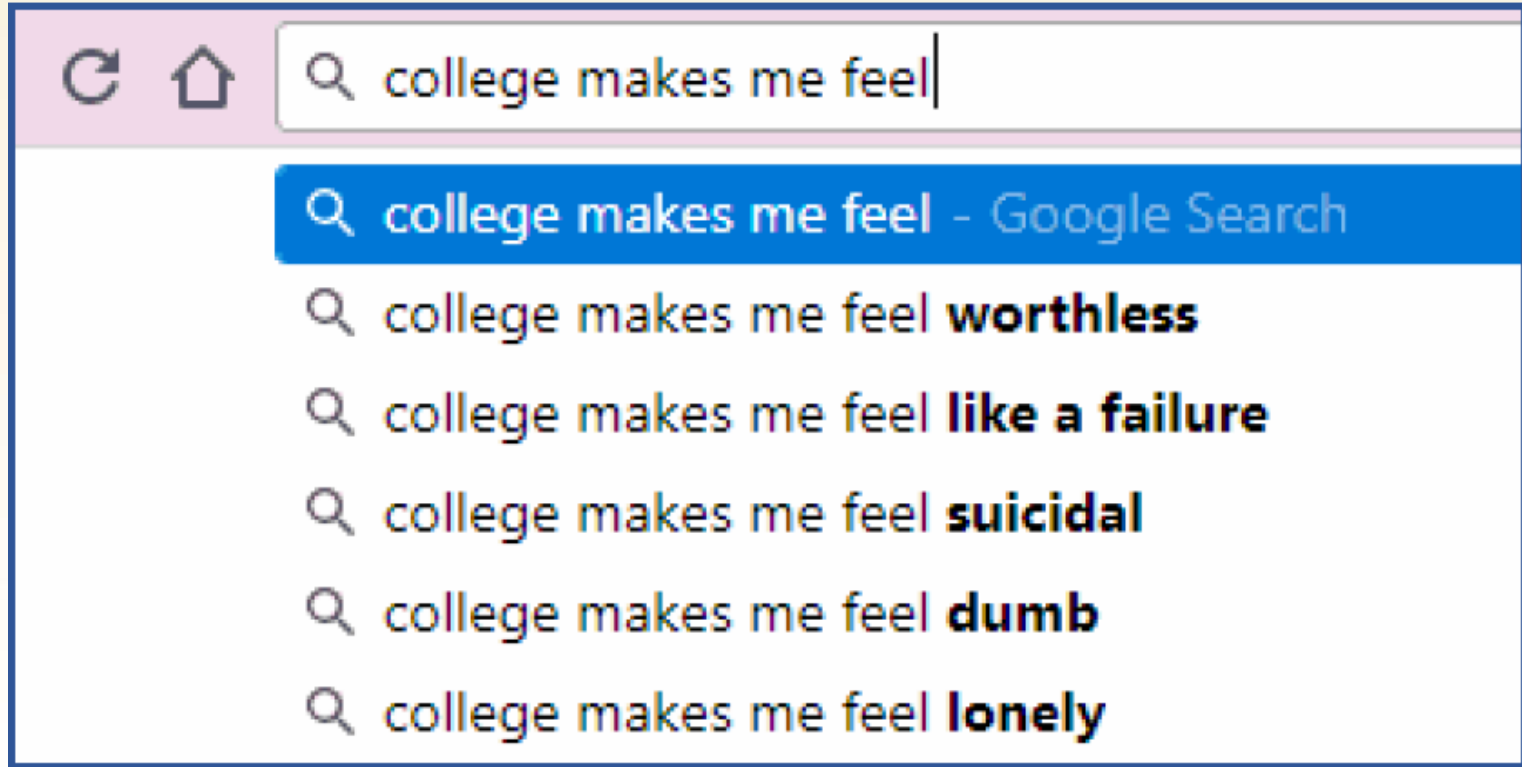 college makes me feel
college makes me feel - Google Search
college makes me feel worthless
college makes me feel like a failure
college makes me feel suicidal
college makes me feel dumb
college makes me feel lonely